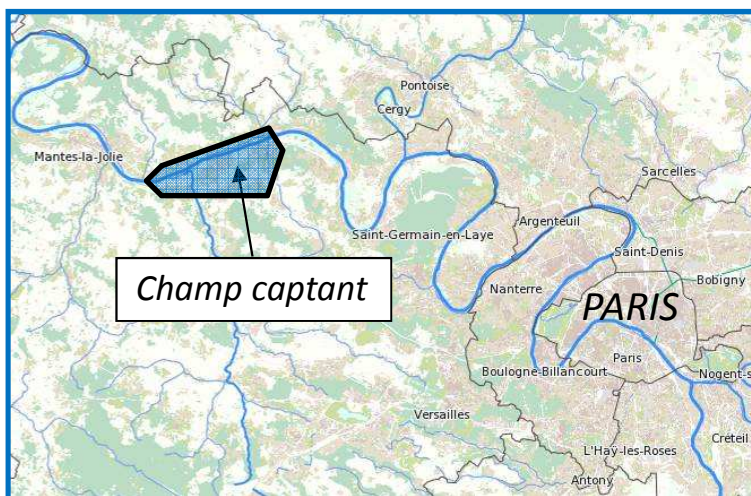 Pontoise
Cergy
Mantes-la-Jolie
Sarcelles
Argenteuil
Saint-Germain-en-Laye
Saint-Denis
Champ captant
Nanterre
Bobigny
PARIS
Paris
Boulogne-Billancourt
Nogent-s
Versailles
Créteil
L'Haÿ-les-Roses
Antony